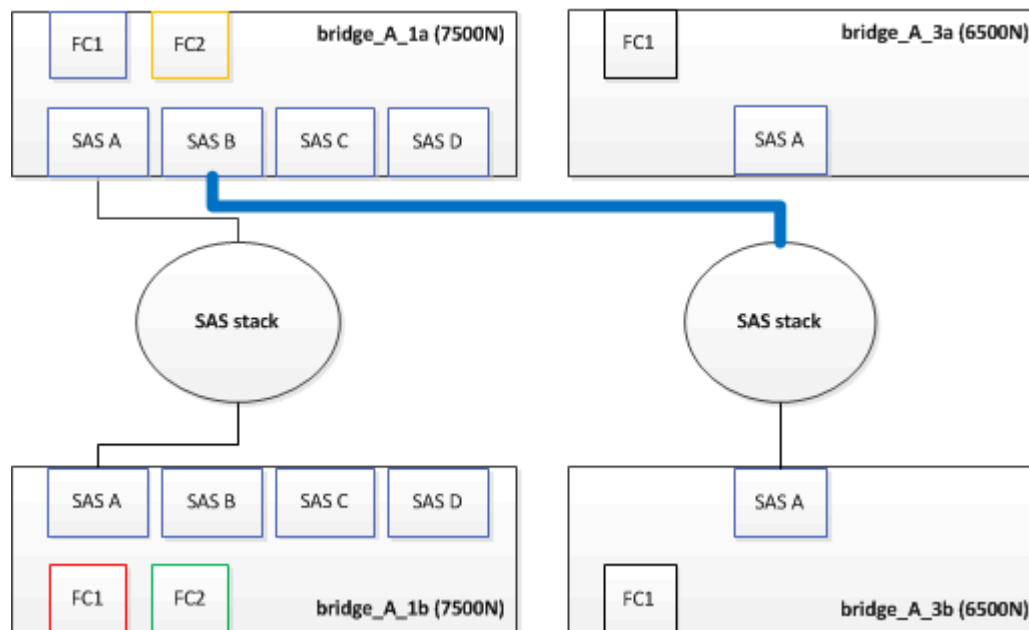 bridge_A_1a (7500N)
FC1
FC2
SAS A
SAS B
SAS C
SAS D
bridge_A_3a (6500N)
FC1
SAS A
SAS stack
SAS stack
SAS A
SAS B
SAS C
SAS D
FC1
FC2
bridge_A_1b (7500N)
SAS A
FC1
bridge_A_3b (6500N)